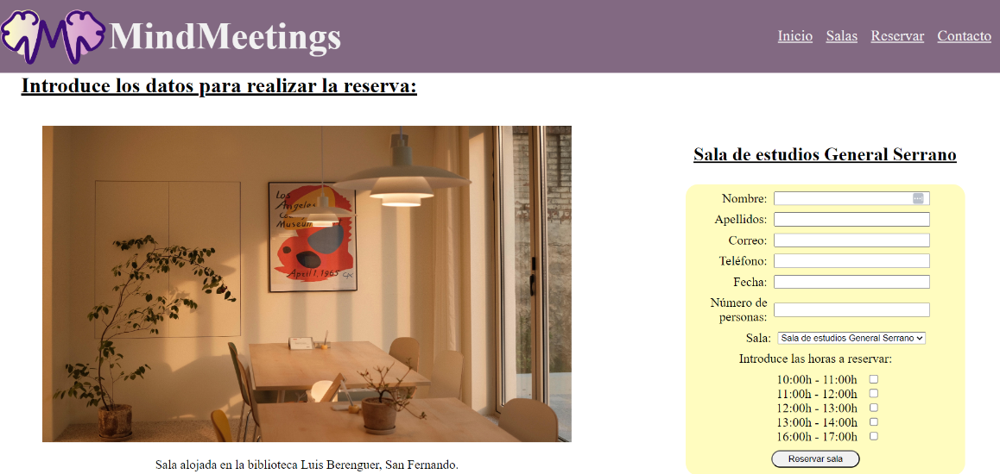 MindMeetings
Inicio Salas Reservar Contacto
Introduce los datos para realizar la reserva:
Los
Angeles
Museum
April 1, 1965
Sala alojada en la biblioteca Luis Berenguer, San Fernando.
Sala de estudios General Serrano
Nombre:
Apellidos:
Correo:
Teléfono:
Fecha:
Número de
personas:
Sala: Sala de estudios General Serrano
Introduce las horas a reservar:
10:00h - 11:00h
11:00h - 12:00h
12:00h - 13:00h
13:00h - 14:00h
16:00h - 17:00h
Reservar sala